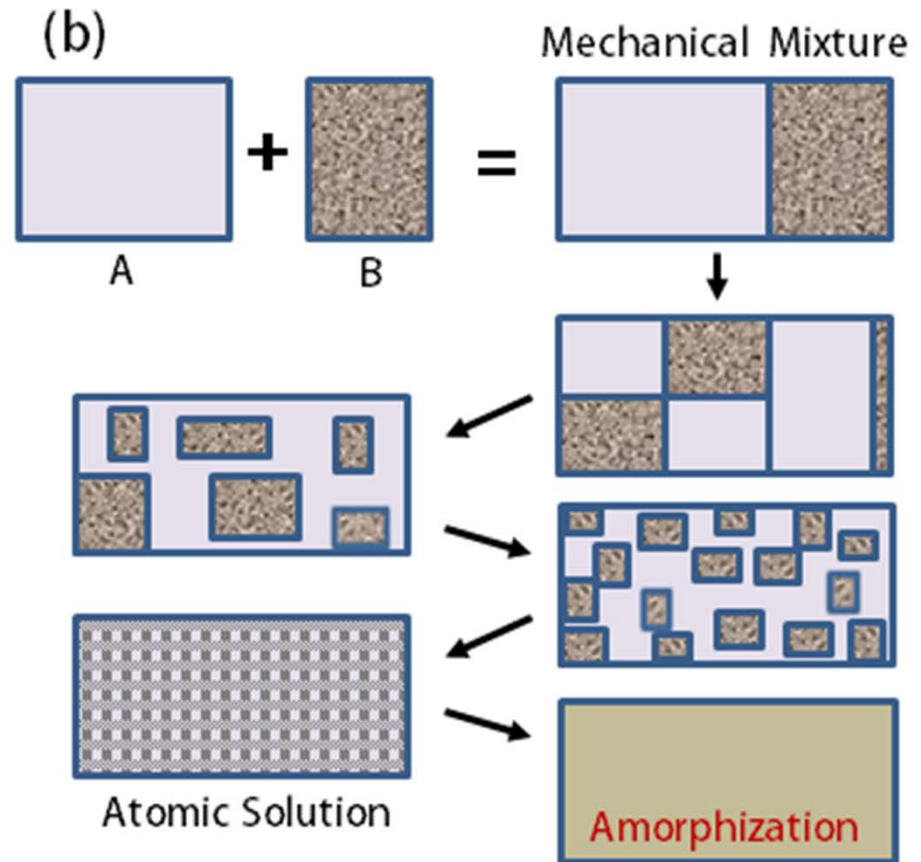 (b)
Mechanical Mixture
+
=
A
B
Atomic Solution
Amorphization